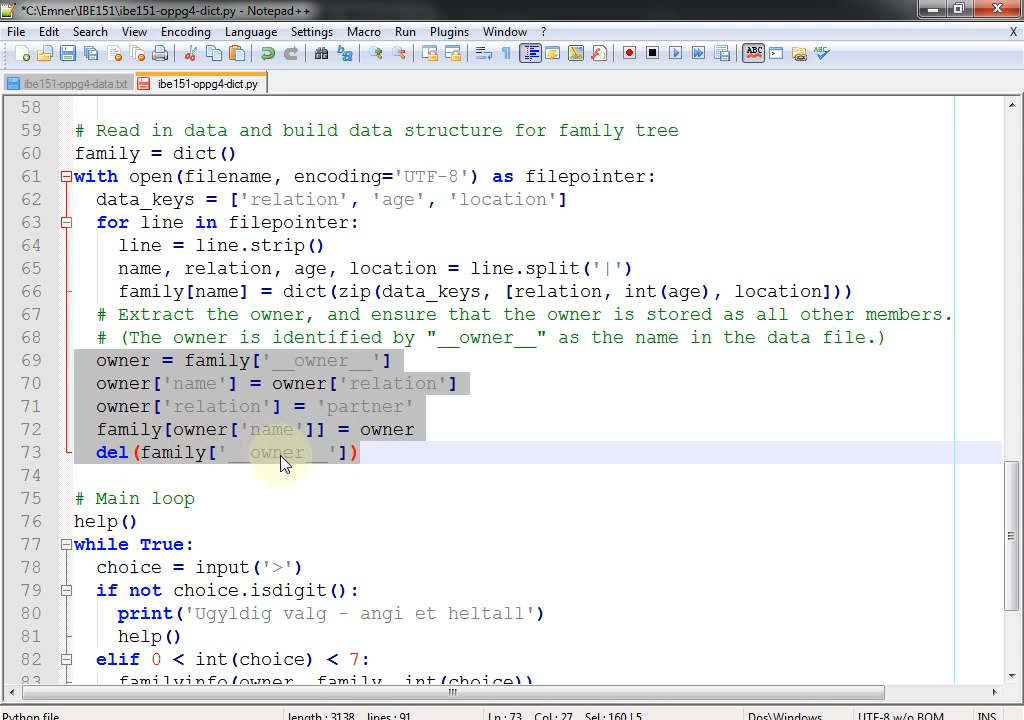 *C:\Emner\IBE151\ibe151-oppg4-dict.py - Notepad++
File Edit Search View Encoding Language Settings Macro Run Plugins Window ? X
ibe151-oppg4-data.txt ibe151-oppg4-dict.py
58
59 # Read in data and build data structure for family tree
60 family = dict()
61 with open(filename, encoding='UTF-8') as filepointer:
62 data_keys = ['relation', 'age', 'location']
63 for line in filepointer:
64 line = line.strip()
65 name, relation, age, location = line.split('|')
66 family[name] = dict(zip(data_keys, [relation, int(age), location]))
67 # Extract the owner, and ensure that the owner is stored as all other members.
68 # (The owner is identified by "__owner__" as the name in the data file.)
69 owner = family['__owner__']
70 owner['name'] = owner['relation']
71 owner['relation'] = 'partner'
72 family[owner['name']] = owner
73 del(family['__owner__'])
74
75 # Main loop
76 help()
77 while True:
78 choice = input('>')
79 if not choice.isdigit():
80 print('Ugyldig valg - angi et heltall')
81 help()
82 elif 0 < int(choice) < 7:
83 familyinfo(owner, family, int(choice))
Python file length : 3138 lines : 91 Ln : 73 Col : 27 Sel : 160 | 5 Dos\Windows UTF-8 w/o BOM INS